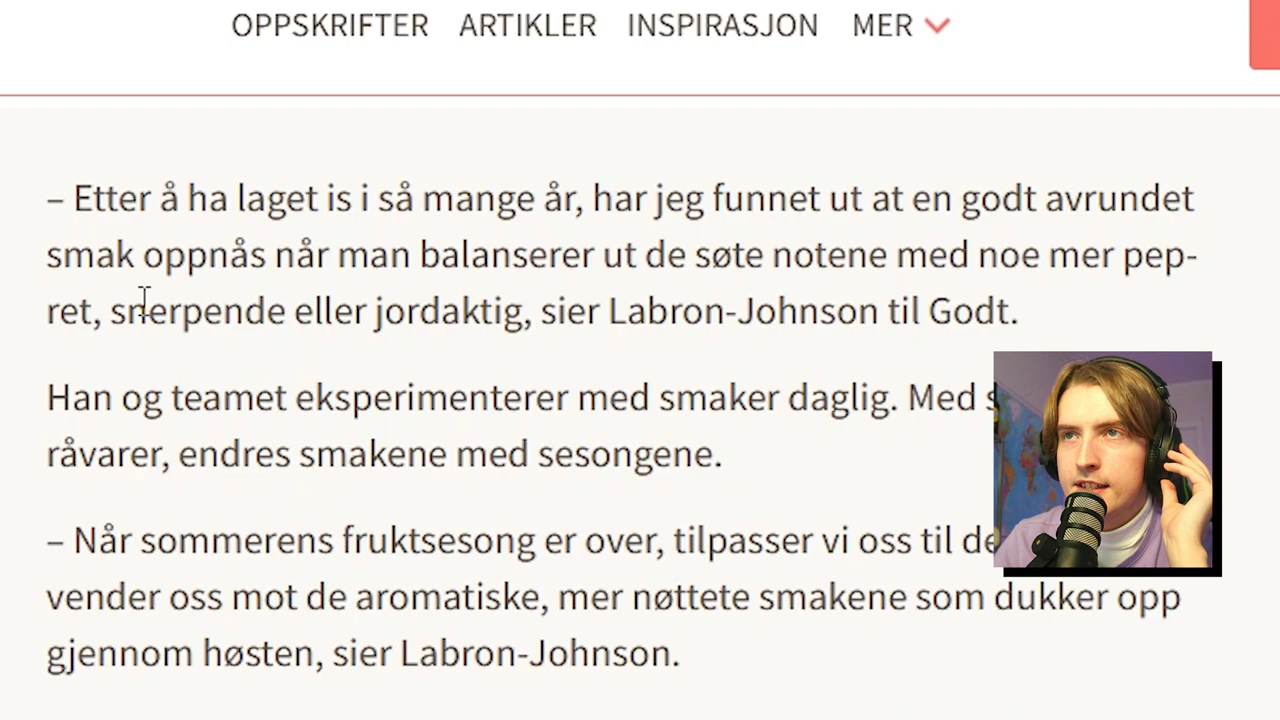 OPPSKRIFTER ARTIKLER INSPIRASJON MER
– Etter å ha laget is i så mange år, har jeg funnet ut at en godt avrundet
smak oppnås når man balanserer ut de søte notene med noe mer pep-
ret, snerpende eller jordaktig, sier Labron-Johnson til Godt.
Han og teamet eksperimenterer med smaker daglig. Med
råvarer, endres smakene med sesongene.
– Når sommerens fruktsesong er over, tilpasser vi oss til
vender oss mot de aromatiske, mer nøttete smakene som dukker opp
gjennom høsten, sier Labron-Johnson.